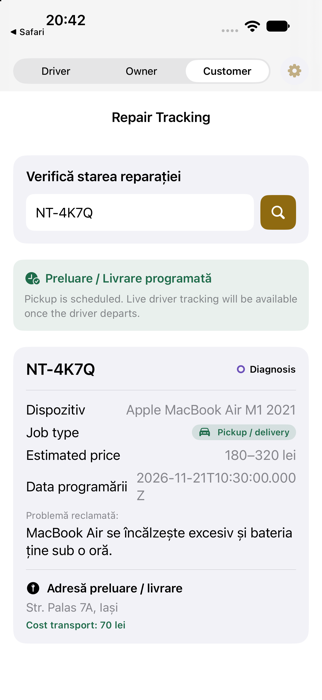 20:42
◀ Safari
Driver
Owner
Customer
Repair Tracking
Verifică starea reparației
NT-4K7Q
Preluare / Livrare programată
Pickup is scheduled. Live driver tracking will be available
once the driver departs.
NT-4K7Q
Diagnosis
Dispozitiv
Apple MacBook Air M1 2021
Job type
Pickup / delivery
Estimated price
180–320 lei
Data programării
2026-11-21T10:30:00.000
Z
Problemă reclamată:
MacBook Air se încălzește excesiv și bateria
ține sub o oră.
Adresă preluare / livrare
Str. Palas 7A, Iași
Cost transport: 70 lei